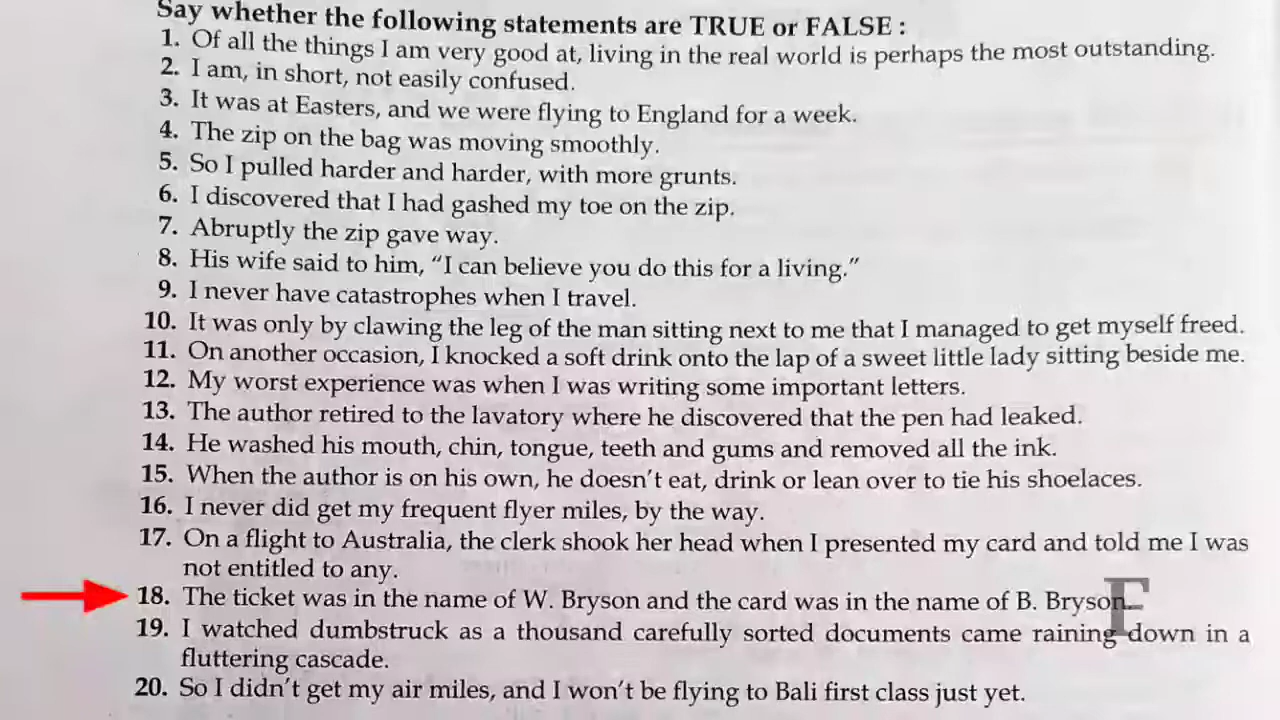 Say whether the following statements are TRUE or FALSE :
1. Of all the things I am very good at, living in the real world is perhaps the most outstanding.
2. I am, in short, not easily confused.
3. It was at Easters, and we were flying to England for a week.
4. The zip on the bag was moving smoothly.
5. So I pulled harder and harder, with more grunts.
6. I discovered that I had gashed my toe on the zip.
7. Abruptly the zip gave way.
8. His wife said to him, “I can believe you do this for a living.”
9. I never have catastrophes when I travel.
10. It was only by clawing the leg of the man sitting next to me that I managed to get myself freed.
11. On another occasion, I knocked a soft drink onto the lap of a sweet little lady sitting beside me.
12. My worst experience was when I was writing some important letters.
13. The author retired to the lavatory where he discovered that the pen had leaked.
14. He washed his mouth, chin, tongue, teeth and gums and removed all the ink.
15. When the author is on his own, he doesn’t eat, drink or lean over to tie his shoelaces.
16. I never did get my frequent flyer miles, by the way.
17. On a flight to Australia, the clerk shook her head when I presented my card and told me I was
not entitled to any.
18. The ticket was in the name of W. Bryson and the card was in the name of B. Bryson. F
19. I watched dumbstruck as a thousand carefully sorted documents came raining down in a
fluttering cascade.
20. So I didn’t get my air miles, and I won’t be flying to Bali first class just yet.